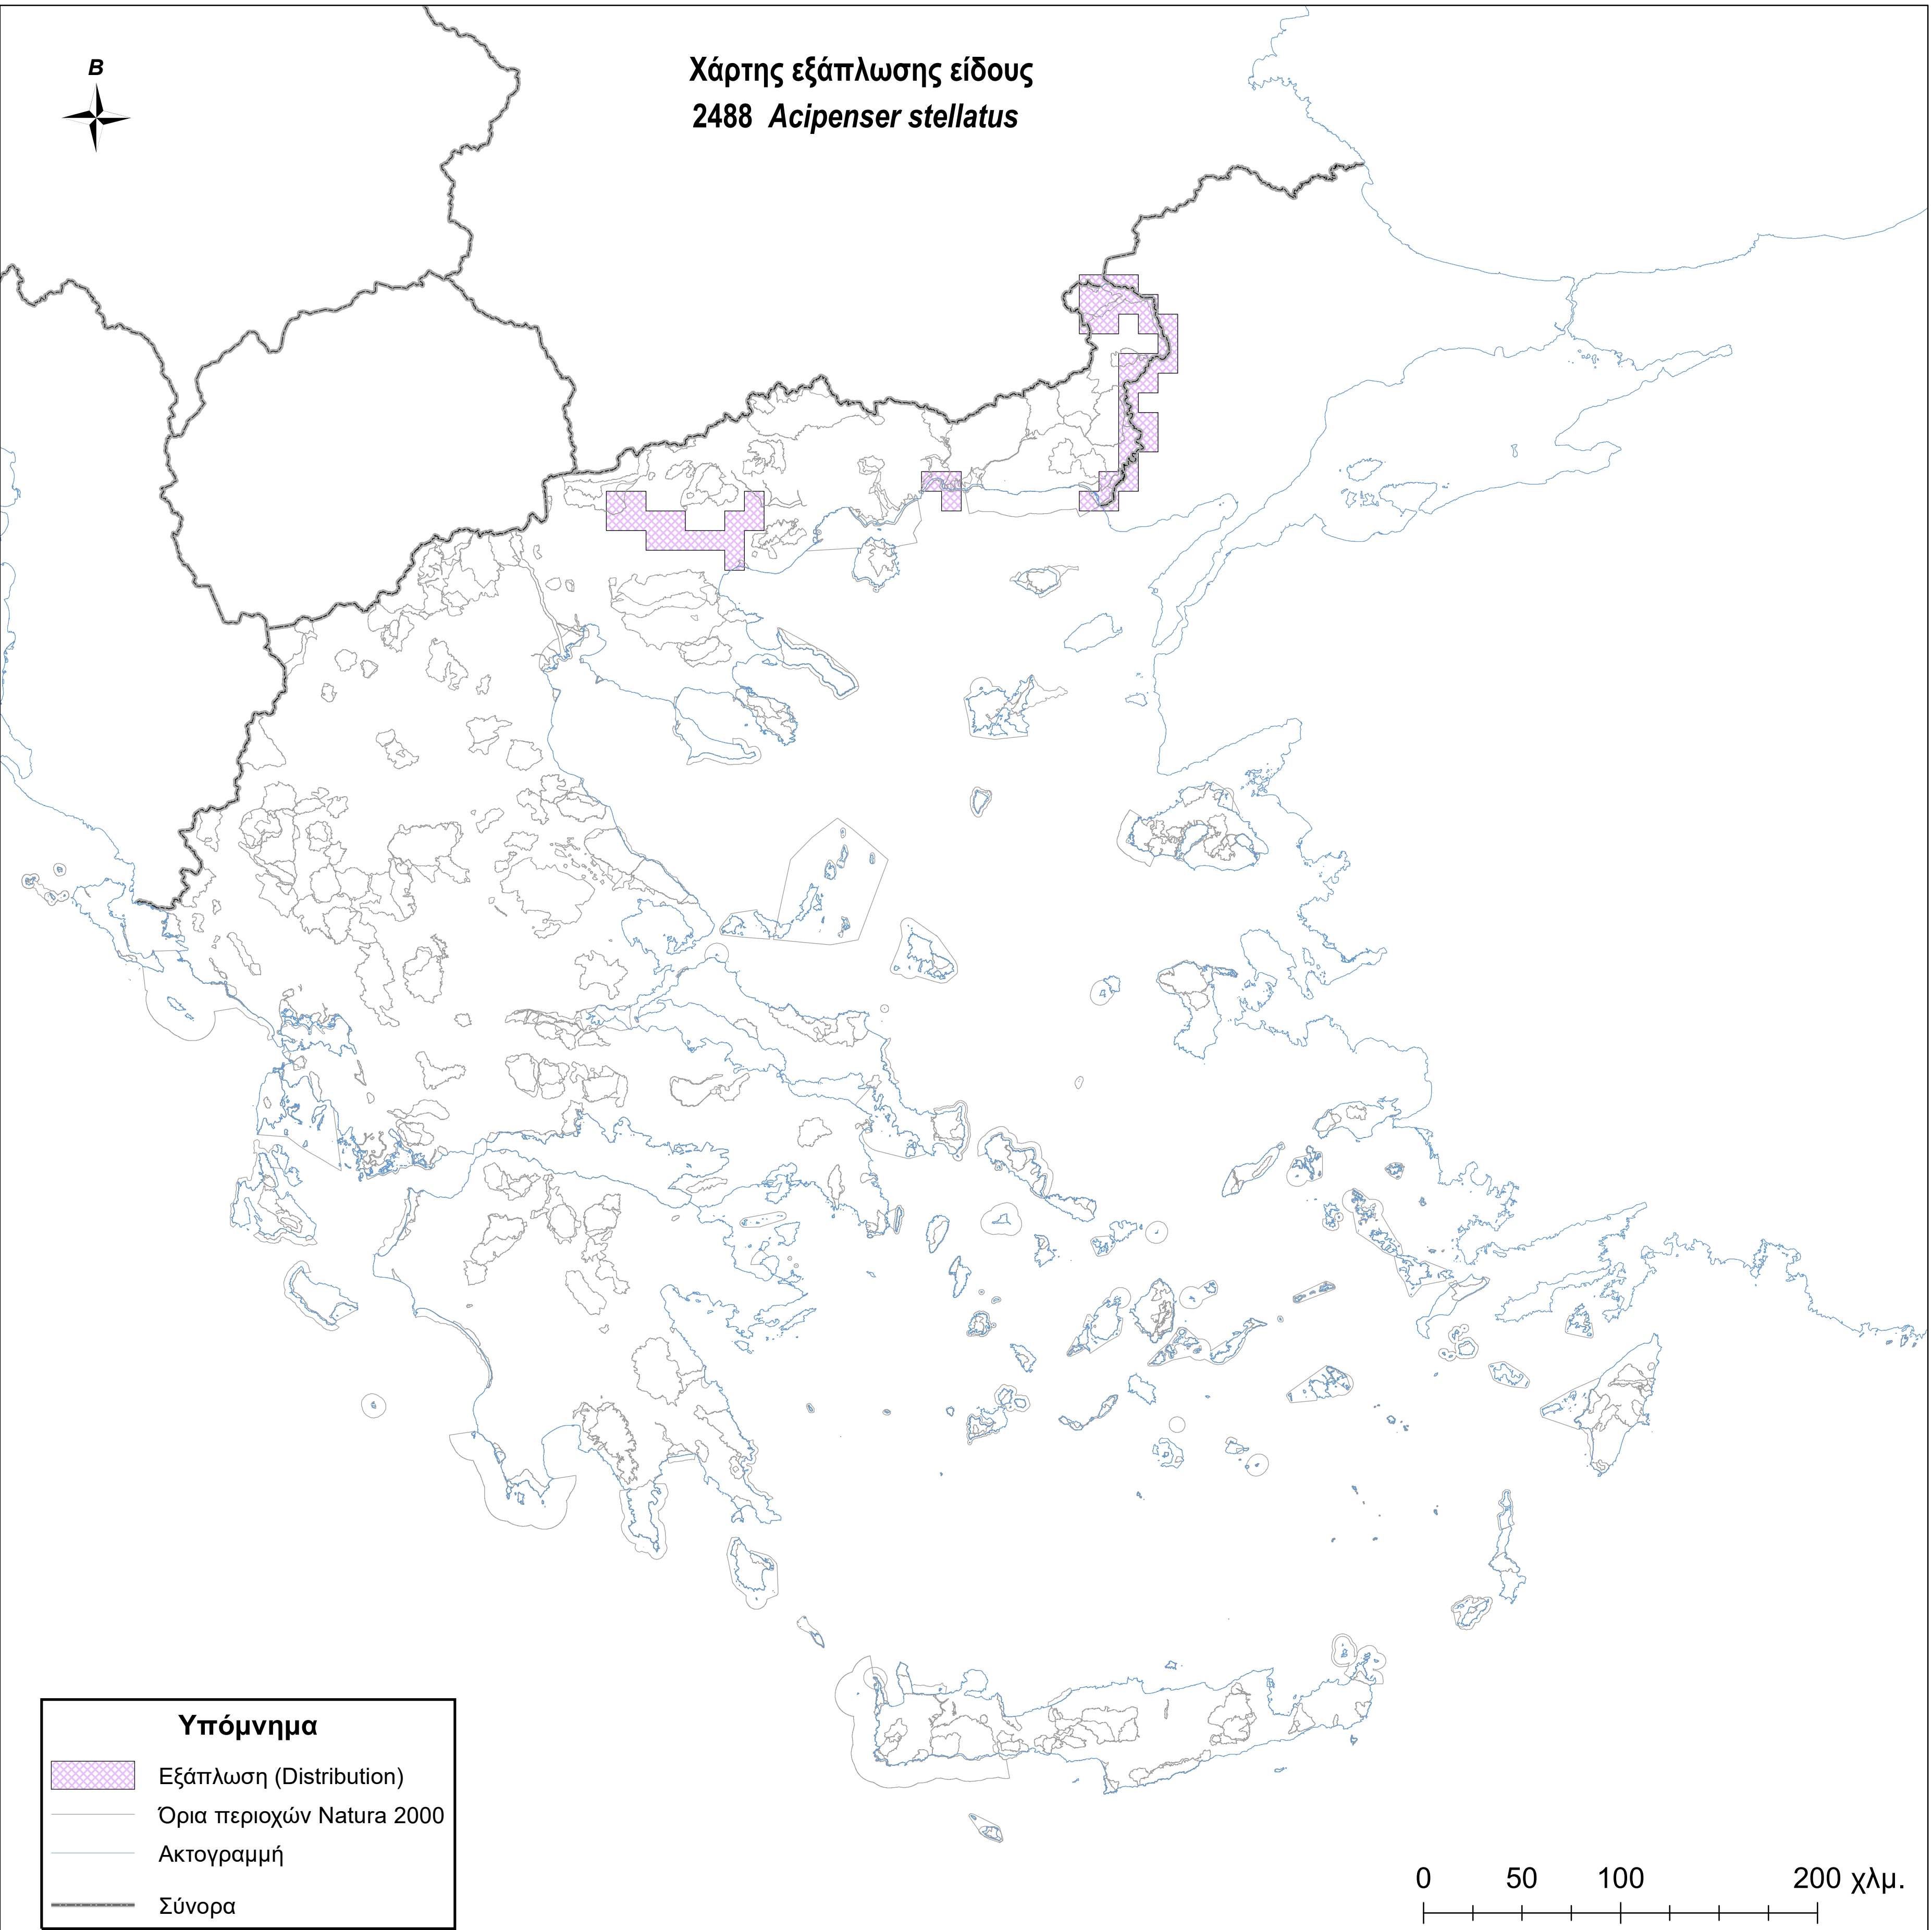 Χάρτης εξάπλωσης είδους
2488 Acipenser stellatus
Β
Υπόμνημα
Εξάπλωση (Distribution)
Όρια περιοχών Natura 2000
Ακτογραμμή
Σύνορα
0 50 100 200 χλμ.